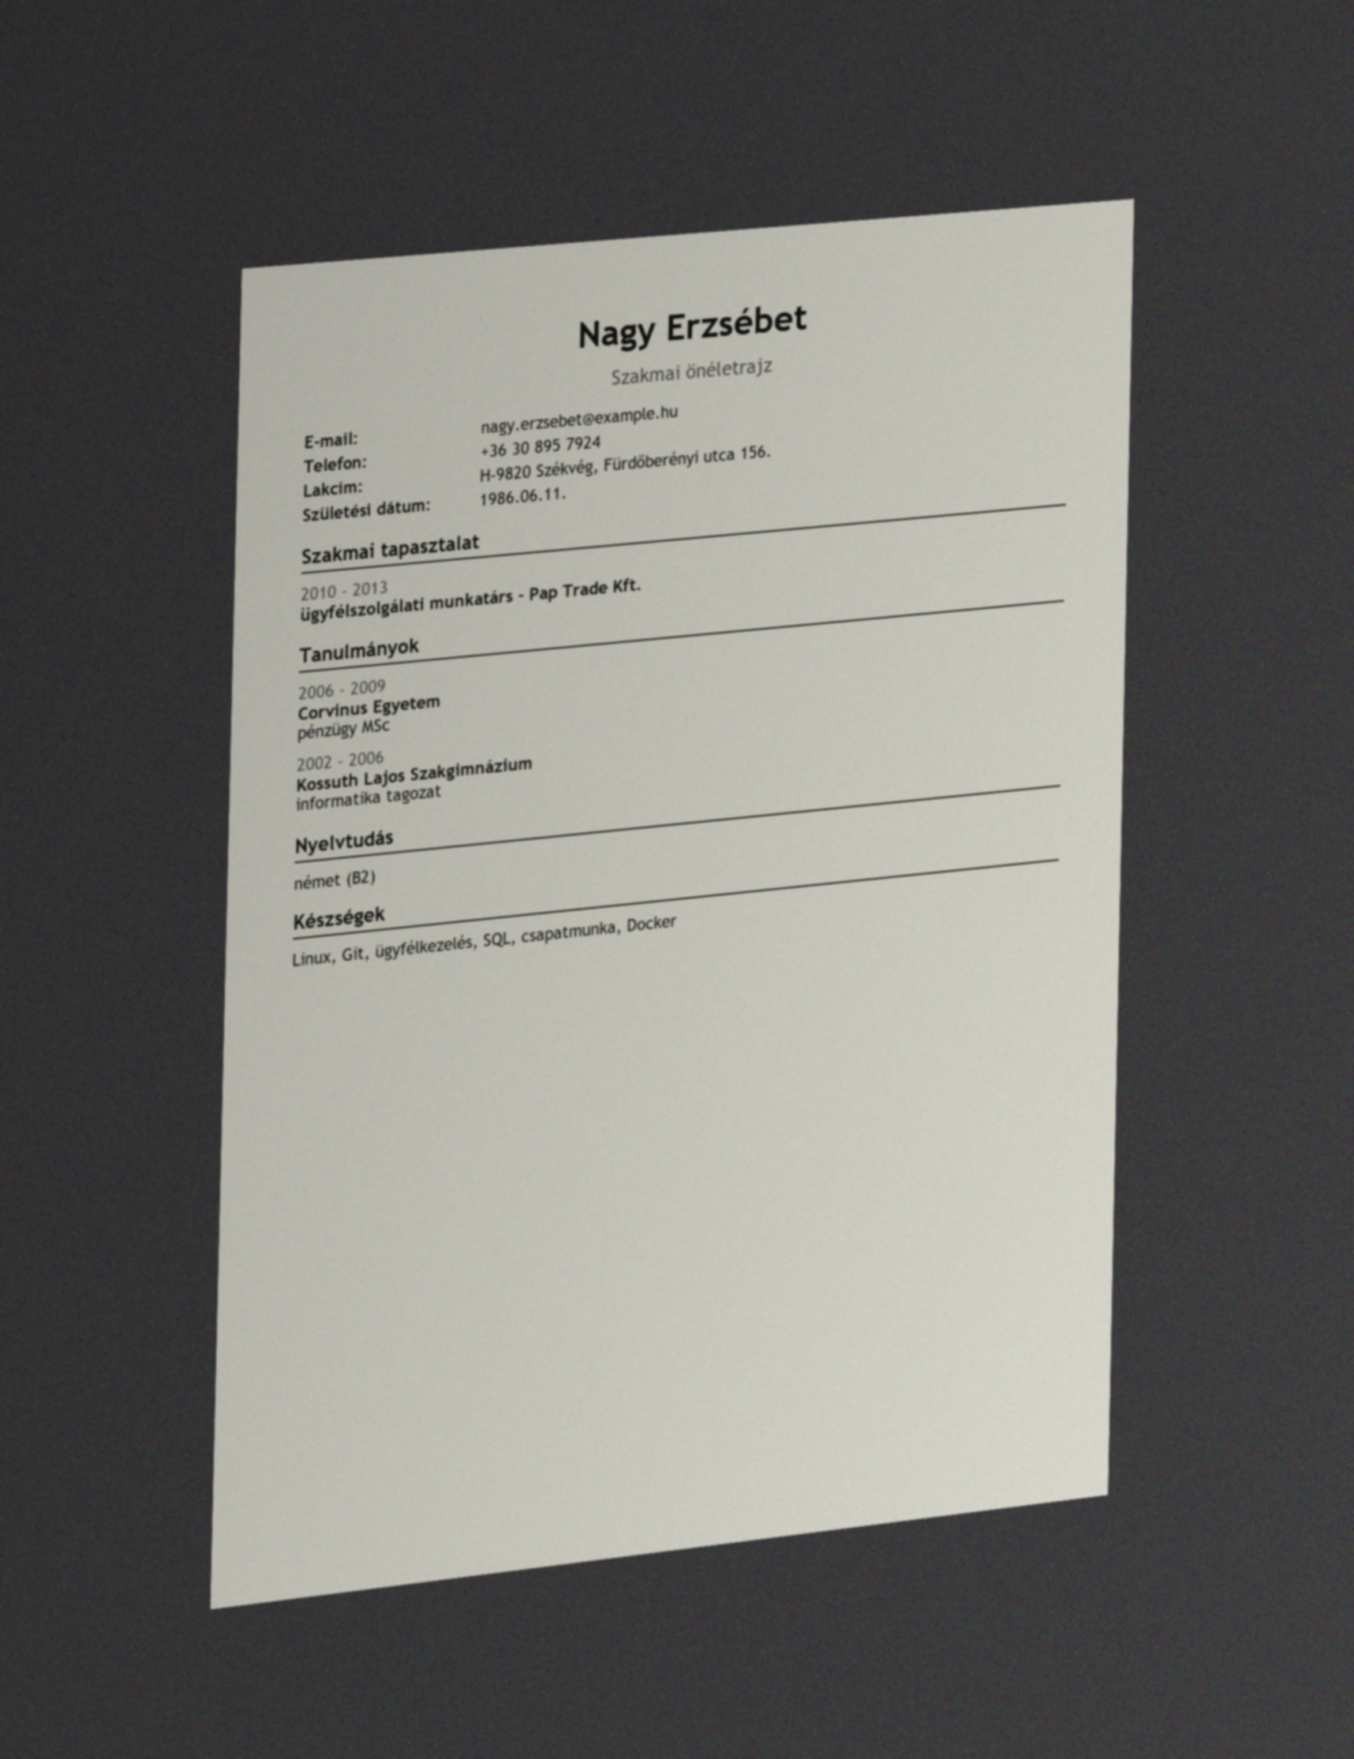 Nagy Erzsébet
Szakmai önéletrajz
E-mail: nagy.erzsebet@example.hu
Telefon: +36 30 895 7924
Lakcím: H-9820 Székvég, Fürdőberényi utca 156.
Születési dátum: 1986.06.11.
Szakmai tapasztalat
2010 - 2013
ügyfélszolgálati munkatárs - Pap Trade Kft.
Tanulmányok
2006 - 2009
Corvinus Egyetem
pénzügy MSc
2002 - 2006
Kossuth Lajos Szakgimnázium
informatika tagozat
Nyelvtudás
német (B2)
Készségek
Linux, Git, ügyfélkezelés, SQL, csapatmunka, Docker